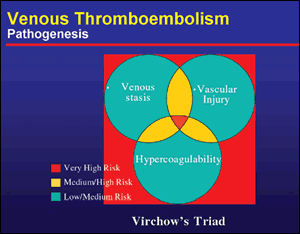 Venous Thromboembolism
Pathogenesis
Venous
stasis
Vascular
Injury
Hypercoagulability
Very High Risk
Medium/High Risk
Low/Medium Risk
Virchow's Triad